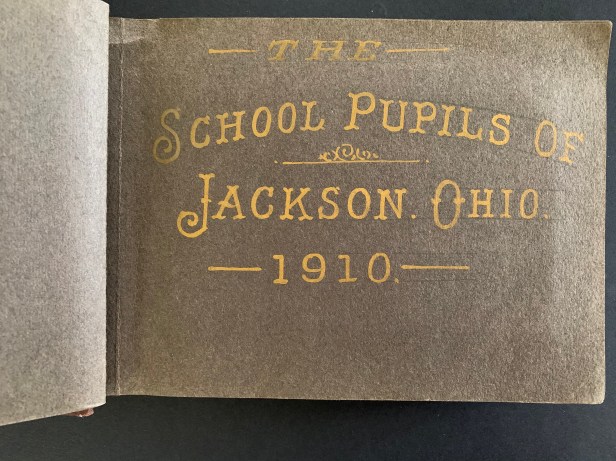 THE
SCHOOL PUPILS OF
JACKSON. OHIO.
1910.